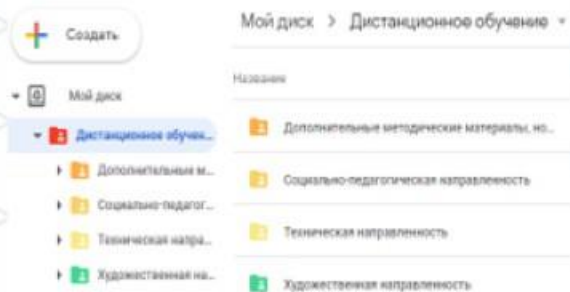 Создать
Мой диск
Дистанционное обучен...
Дополнительные м...
Социально-педагог...
Техническая напра...
Художественная на...
Мой диск > Дистанционное обучение
Название
Дополнительные методические материалы, но...
Социально-педагогическая направленность
Техническая направленность
Художественная направленность